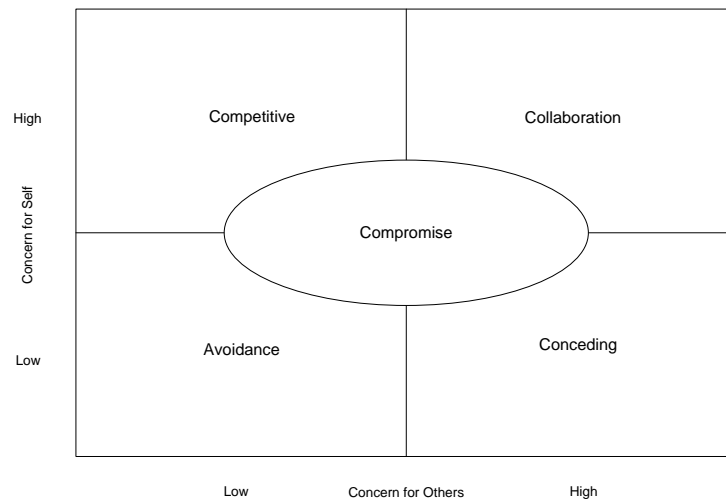 High
Competitive
Collaboration
Concern for Self
Compromise
Low
Avoidance
Conceding
Low
Concern for Others
High